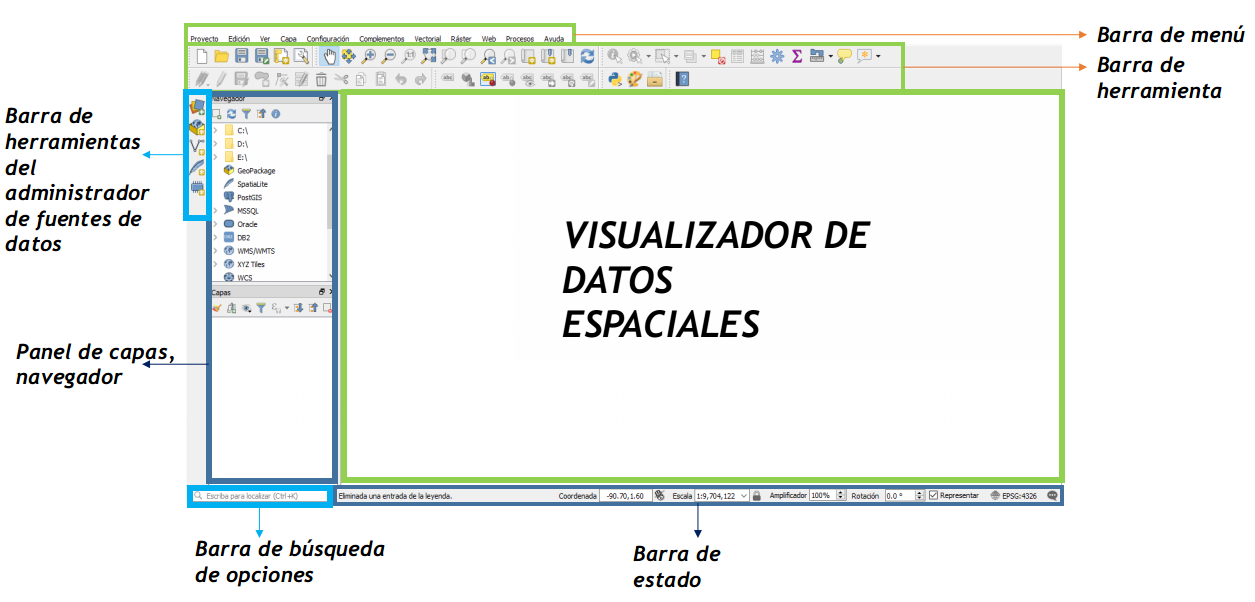 Proyecto Edición Ver Capa Configuración Complementos Vectorial Ráster Web Procesos Ayuda
Barra de menú
Barra de
herramienta
Barra de
herramientas
del
administrador
de fuentes de
datos
Navegador
C:\
D:\
E:\
GeoPackage
SpatiaLite
PostGIS
MSSQL
Oracle
DB2
WMS/WMTS
XYZ Tiles
WCS
Capas
VISUALIZADOR DE
DATOS
ESPACIALES
Panel de capas,
navegador
Escriba para localizar (Ctrl+K) Eliminada una entrada de la leyenda. Coordenada -90.70,1.60 Escala 1:9,704,122 Amplificador 100% Rotación 0.0 ° Representar EPSG:4326
Barra de búsqueda
de opciones
Barra de
estado